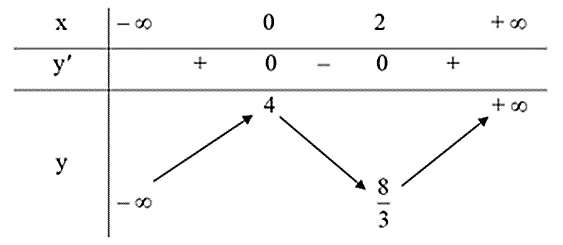 x −∞ 0 2 +∞
y′ + 0 − 0 +
4 +∞
y
−∞ 8/3